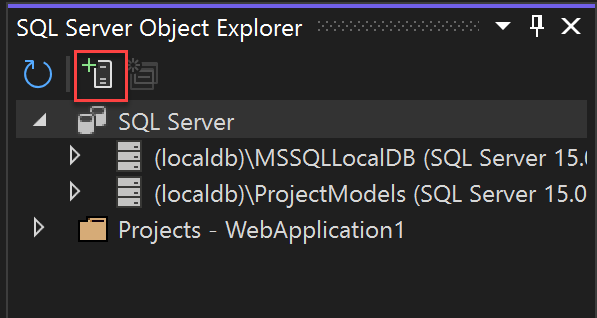 SQL Server Object Explorer
SQL Server
(localdb)\MSSQLLocalDB (SQL Server 15.0
(localdb)\ProjectModels (SQL Server 15.0
Projects - WebApplication1